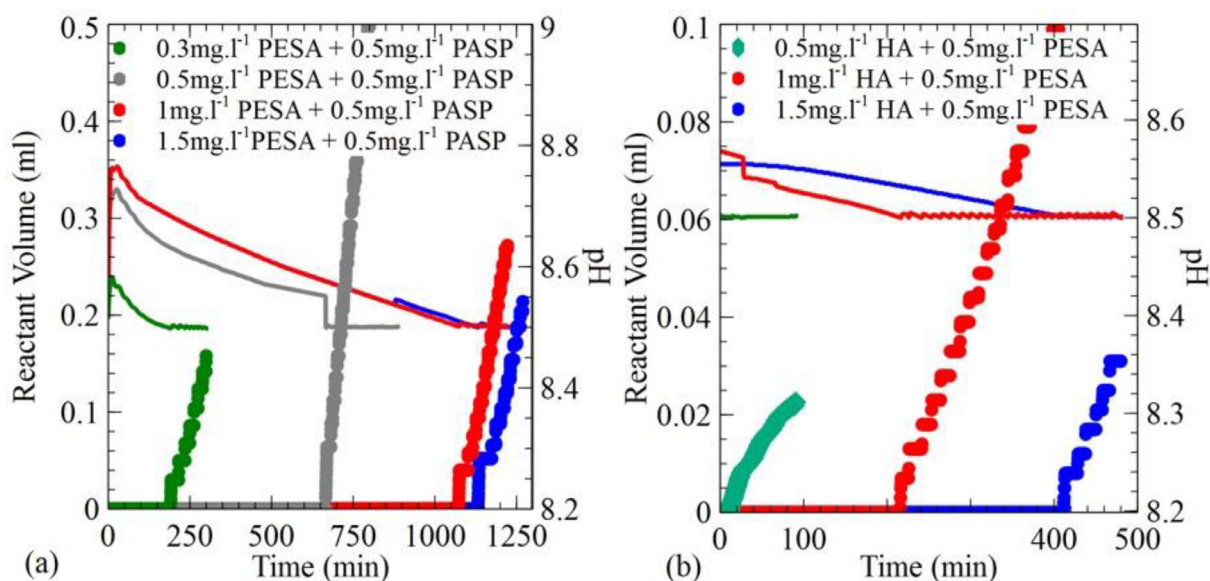 0.5
0.4
0.3
0.2
0.1
0
Reactant Volume (ml)
0.3mg.l⁻¹ PESA + 0.5mg.l⁻¹ PASP
0.5mg.l⁻¹ PESA + 0.5mg.l⁻¹ PASP
1mg.l⁻¹ PESA + 0.5mg.l⁻¹ PASP
1.5mg.l⁻¹PESA + 0.5mg.l⁻¹ PASP
9
8.8
8.6
8.4
8.2
pH
0 250 500 750 1000 1250
Time (min)
(a)
0.1
0.08
0.06
0.04
0.02
0
Reactant Volume (ml)
0.5mg.l⁻¹ HA + 0.5mg.l⁻¹ PESA
1mg.l⁻¹ HA + 0.5mg.l⁻¹ PESA
1.5mg.l⁻¹ HA + 0.5mg.l⁻¹ PESA
8.6
8.5
8.4
8.3
8.2
pH
0 100 400 500
Time (min)
(b)